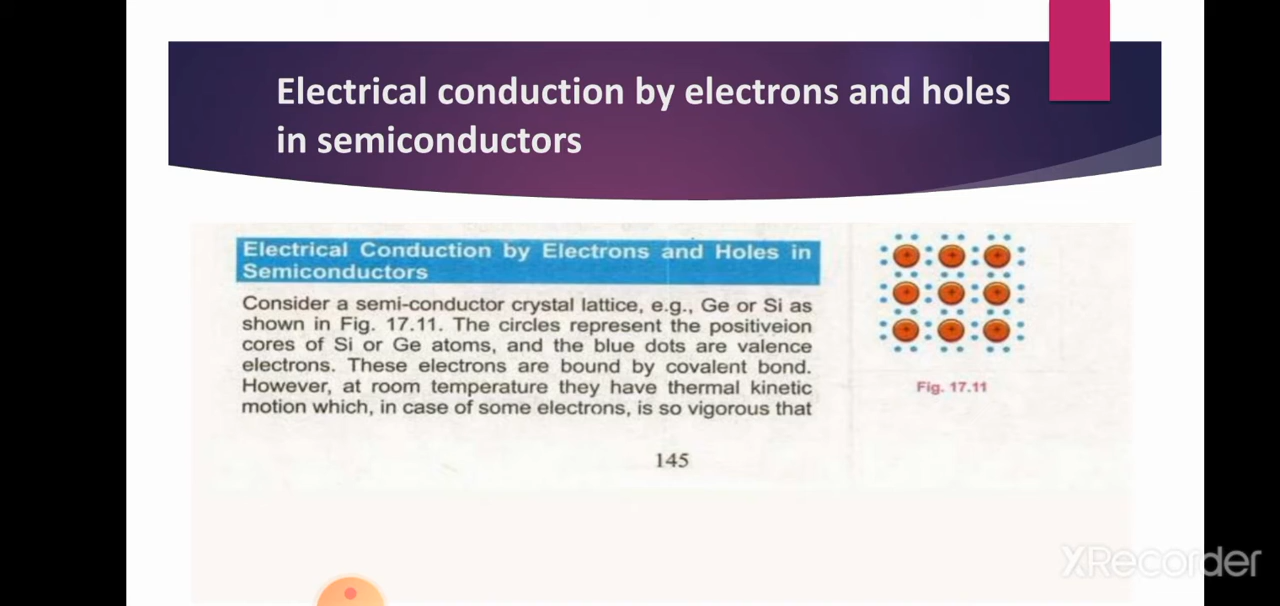 Electrical conduction by electrons and holes
in semiconductors
Electrical Conduction by Electrons and Holes in
Semiconductors
Consider a semi-conductor crystal lattice, e.g., Ge or Si as
shown in Fig. 17.11. The circles represent the positiveion
cores of Si or Ge atoms, and the blue dots are valence
electrons. These electrons are bound by covalent bond.
However, at room temperature they have thermal kinetic
motion which, in case of some electrons, is so vigorous that
145
Fig. 17.11
XRecorder